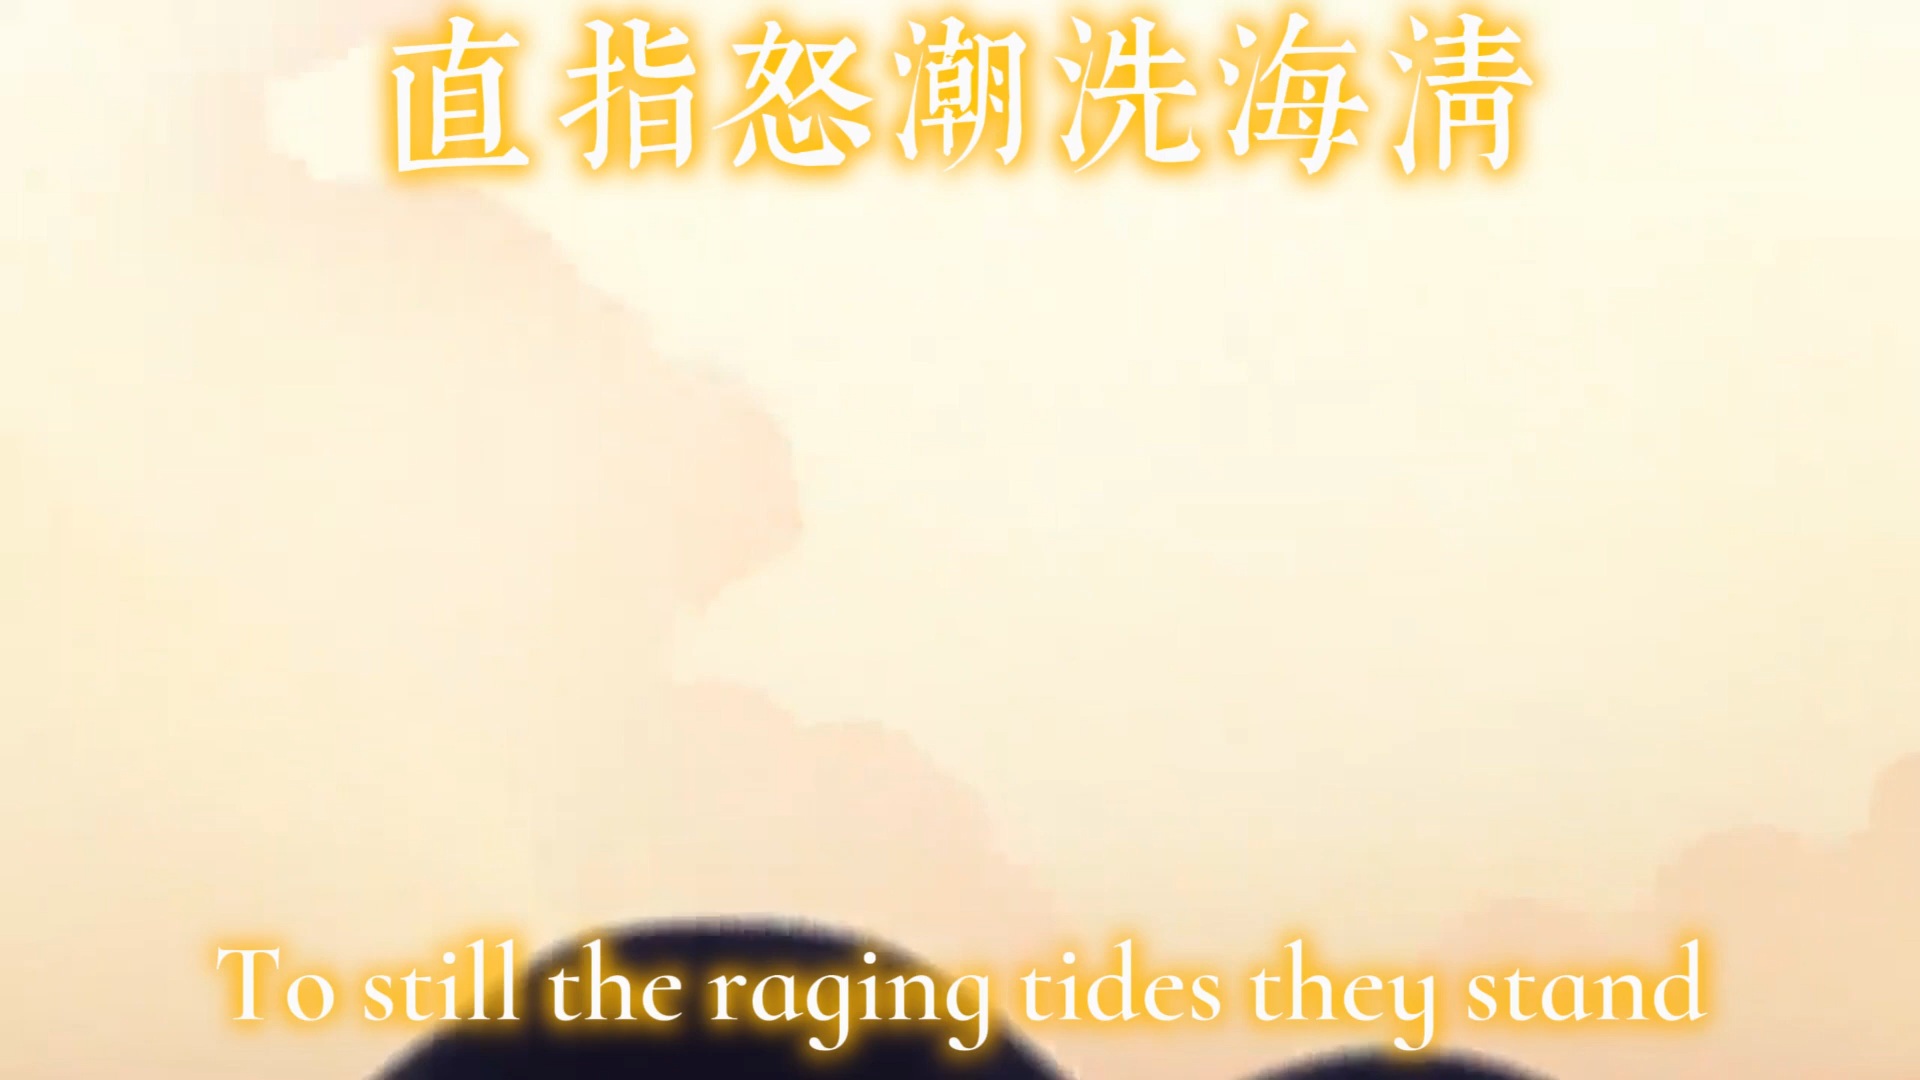 直指怒潮洗海清
To still the raging tides they stand